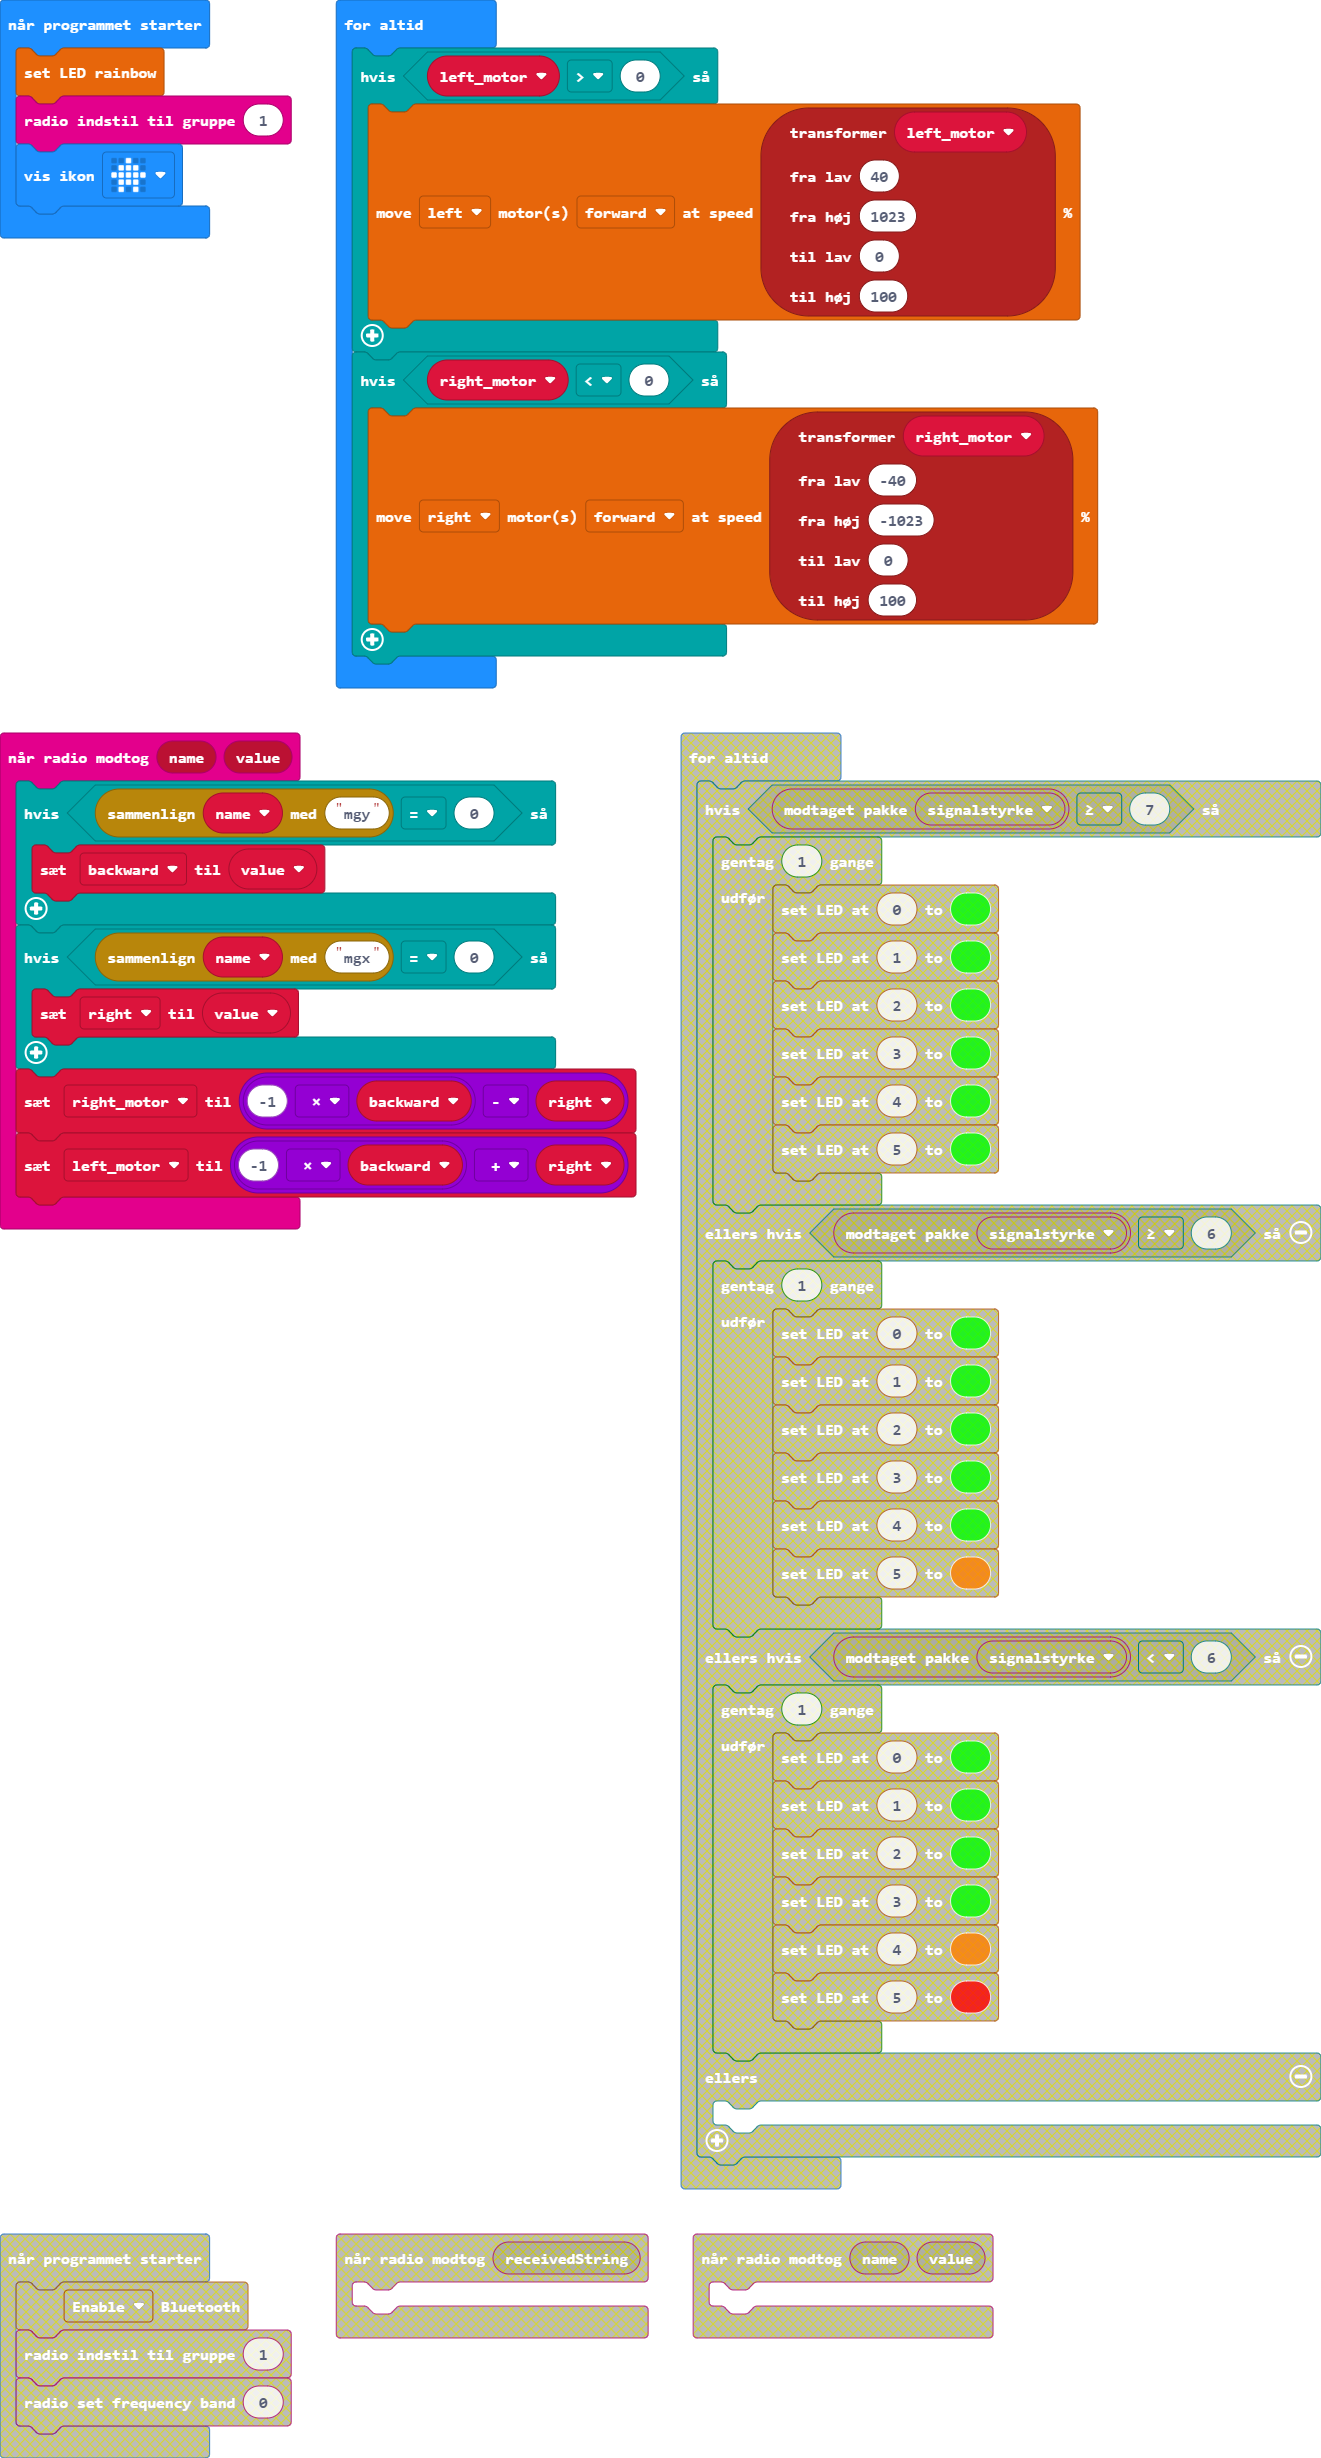 når programmet starter
set LED rainbow
radio indstil til gruppe 1
vis ikon
for altid
hvis left_motor > 0 så
move left motor(s) forward at speed transformer left_motor %
fra lav 40
fra høj 1023
til lav 0
til høj 100
hvis right_motor < 0 så
move right motor(s) forward at speed transformer right_motor %
fra lav -40
fra høj -1023
til lav 0
til høj 100
når radio modtog name value
hvis sammenlign name med "mgy" = 0 så
sæt backward til value
hvis sammenlign name med "mgx" = 0 så
sæt right til value
sæt right_motor til -1 × backward - right
sæt left_motor til -1 × backward + right
for altid
hvis modtaget pakke signalstyrke ≥ 7 så
gentag 1 gange
udfør
set LED at 0 to
set LED at 1 to
set LED at 2 to
set LED at 3 to
set LED at 4 to
set LED at 5 to
ellers hvis modtaget pakke signalstyrke ≥ 6 så
gentag 1 gange
udfør
set LED at 0 to
set LED at 1 to
set LED at 2 to
set LED at 3 to
set LED at 4 to
set LED at 5 to
ellers hvis modtaget pakke signalstyrke < 6 så
gentag 1 gange
udfør
set LED at 0 to
set LED at 1 to
set LED at 2 to
set LED at 3 to
set LED at 4 to
set LED at 5 to
ellers
når programmet starter
Enable Bluetooth
radio indstil til gruppe 1
radio set frequency band 0
når radio modtog receivedString
når radio modtog name value